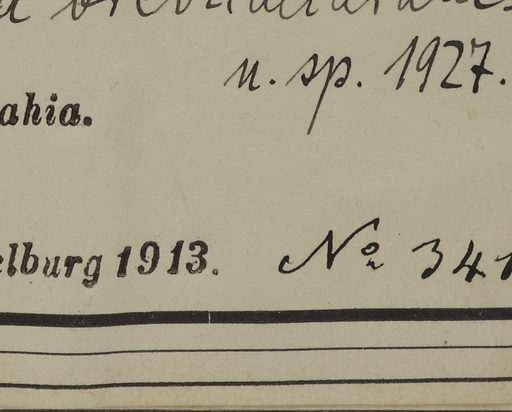 n. sp. 1927.
ahia.
elburg 1913. No 341